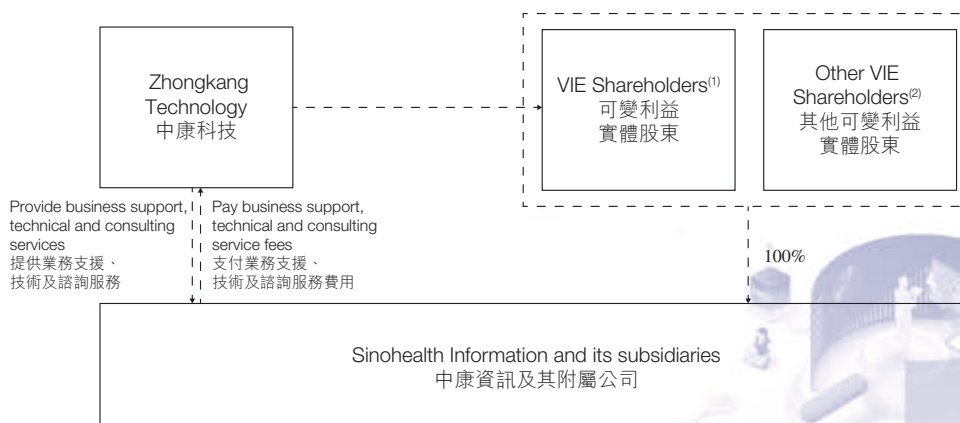 Zhongkang
Technology
中康科技
VIE Shareholders(1)
可變利益
實體股東
Other VIE
Shareholders(2)
其他可變利益
實體股東
Provide business support,
technical and consulting
services
提供業務支援、
技術及諮詢服務
Pay business support,
technical and consulting
service fees
支付業務支援、
技術及諮詢服務費用
100%
Sinohealth Information and its subsidiaries
中康資訊及其附屬公司